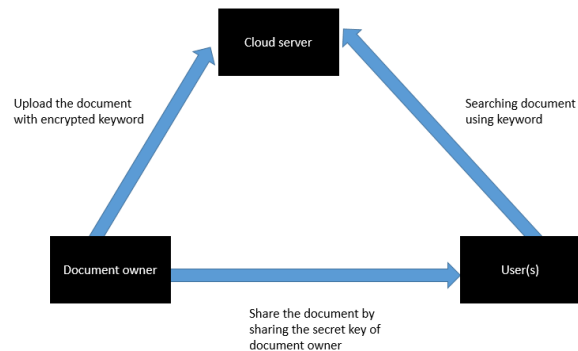 Cloud server
Upload the document
with encrypted keyword
Searching document
using keyword
Document owner
User(s)
Share the document by
sharing the secret key of
document owner